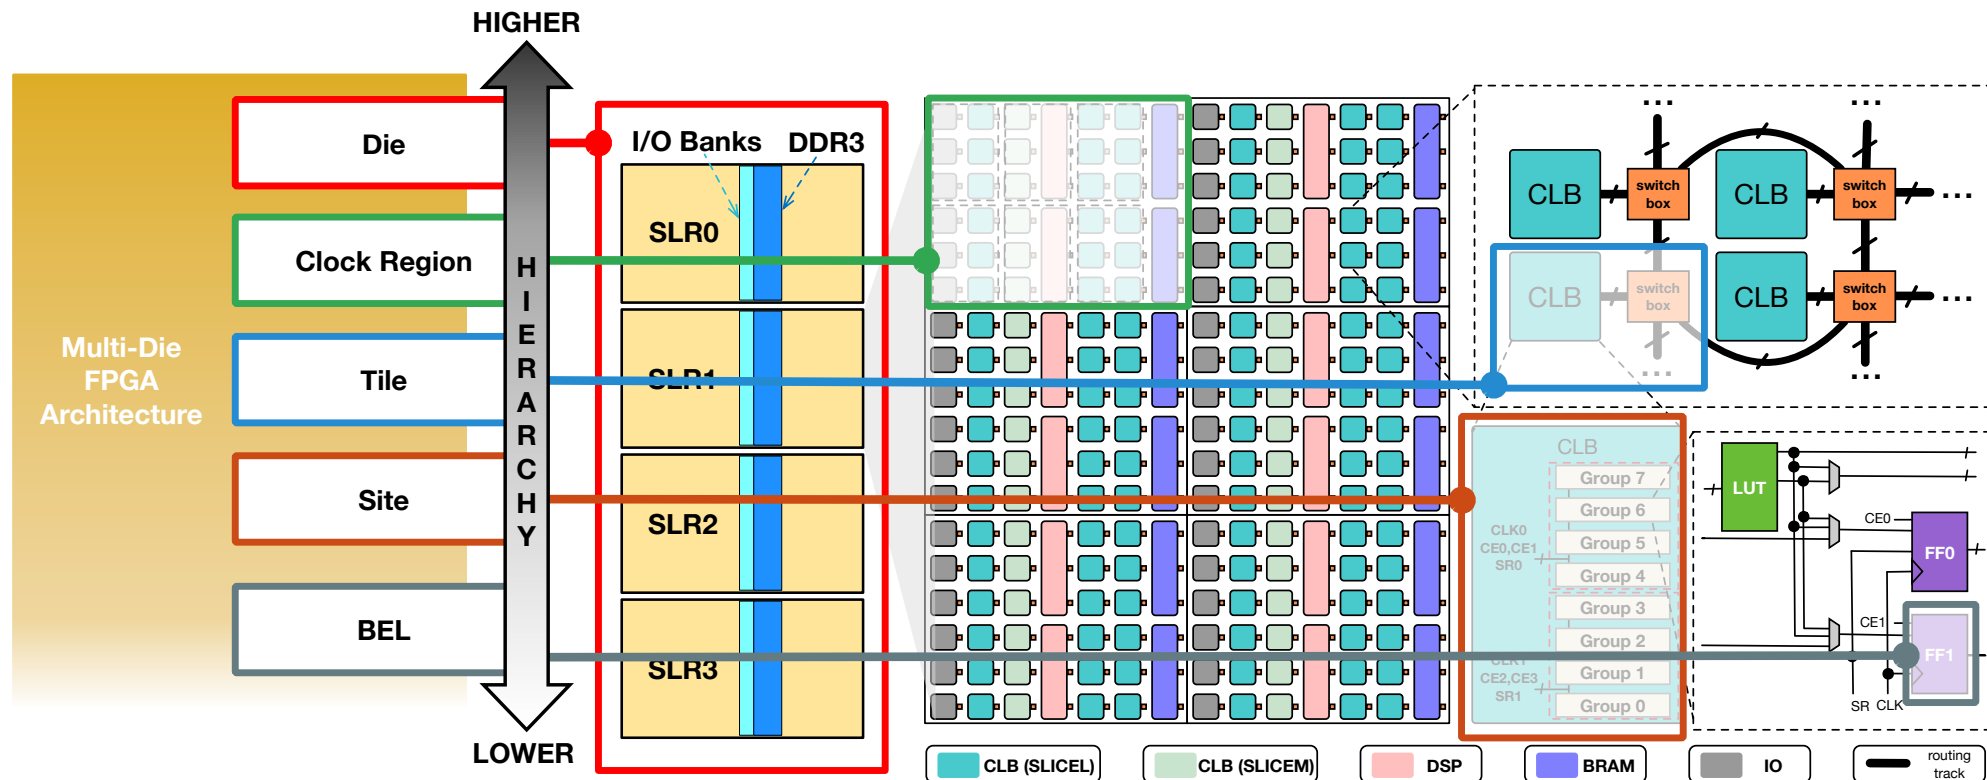 HIGHER
Multi-Die
FPGA
Architecture
Die
Clock Region
Tile
Site
BEL
HIERARCHY
LOWER
I/O Banks
DDR3
SLR0
SLR1
SLR2
SLR3
...
...
CLB
switch
box
CLB
switch
box
...
CLB
switch
box
CLB
switch
box
...
...
...
CLB
Group 7
Group 6
Group 5
Group 4
Group 3
Group 2
Group 1
Group 0
CLK0
CE0,CE1
SR0
CLK1
CE2,CE3
SR1
LUT
CE0
FF0
CE1
FF1
SR
CLK
CLB (SLICEL)
CLB (SLICEM)
DSP
BRAM
IO
routing
track